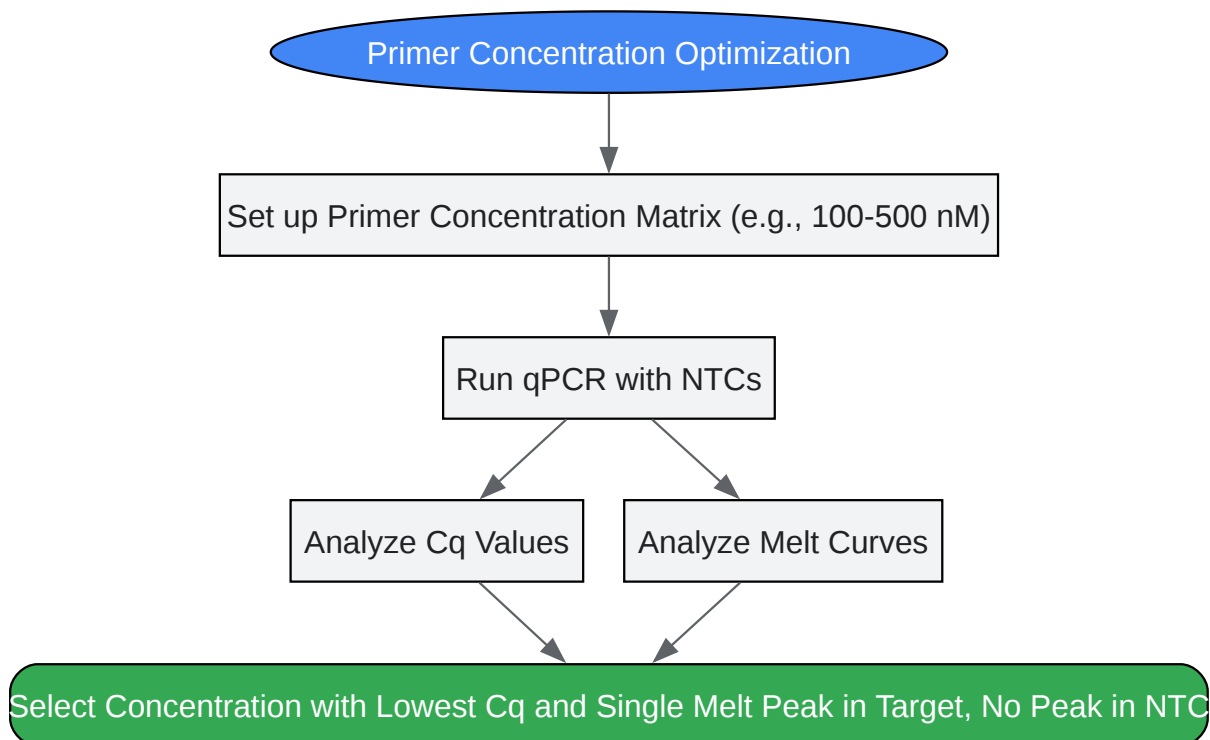 Primer Concentration Optimization
Set up Primer Concentration Matrix (e.g., 100-500 nM)
Run qPCR with NTCs
Analyze Cq Values
Analyze Melt Curves
Select Concentration with Lowest Cq and Single Melt Peak in Target, No Peak in NTC